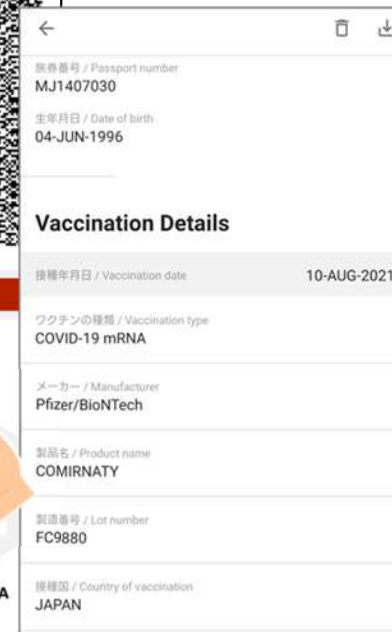 旅券番号 / Passport number
MJ1407030
生年月日 / Date of birth
04-JUN-1996
Vaccination Details
接種年月日 / Vaccination date 10-AUG-2021
ワクチンの種類 / Vaccination type
COVID-19 mRNA
メーカー / Manufacturer
Pfizer/BioNTech
製品名 / Product name
COMIRNATY
製造番号 / Lot number
FC9880
接種国 / Country of vaccination
A
JAPAN